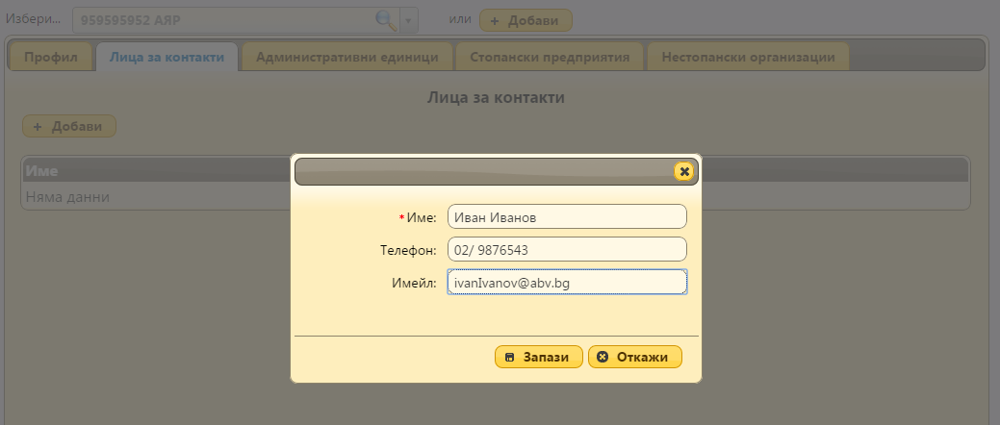 Избери... 959595952 АЯР или + Добави
Профил Лица за контакти Административни единици Стопански предприятия Нестопански организации
Лица за контакти
+ Добави
Име
Няма данни
*Име: Иван Иванов
Телефон: 02/ 9876543
Имейл: ivanIvanov@abv.bg
Запази Откажи